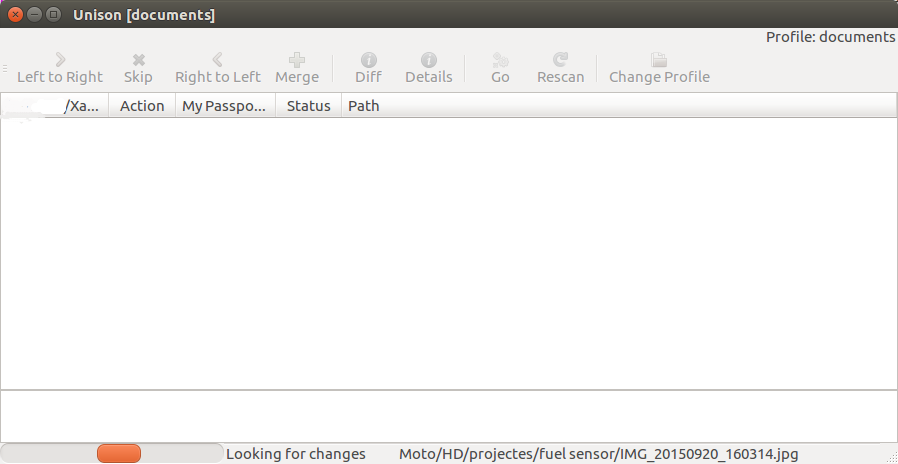 Unison [documents]
Profile: documents
Left to Right Skip Right to Left Merge Diff Details Go Rescan Change Profile
/Xa... Action My Passpo... Status Path
Looking for changes Moto/HD/projectes/fuel sensor/IMG_20150920_160314.jpg